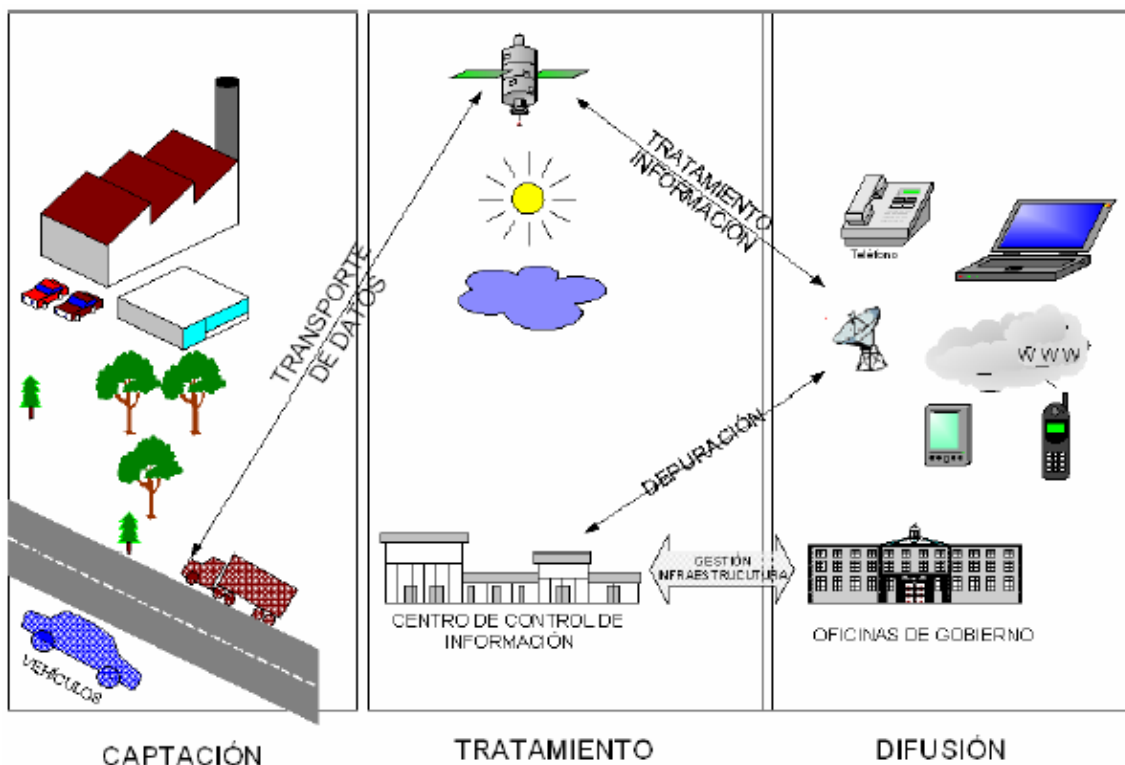 TRANSPORTE
DE DATOS
VEHÍCULOS
TRATAMIENTO
INFORMACIÓN
DEPURACIÓN
CENTRO DE CONTROL DE
INFORMACIÓN
GESTIÓN
INFRAESTRUCUTURA
Teléfono
WWW
OFICINAS DE GOBIERNO
CAPTACIÓN
TRATAMIENTO
DIFUSIÓN